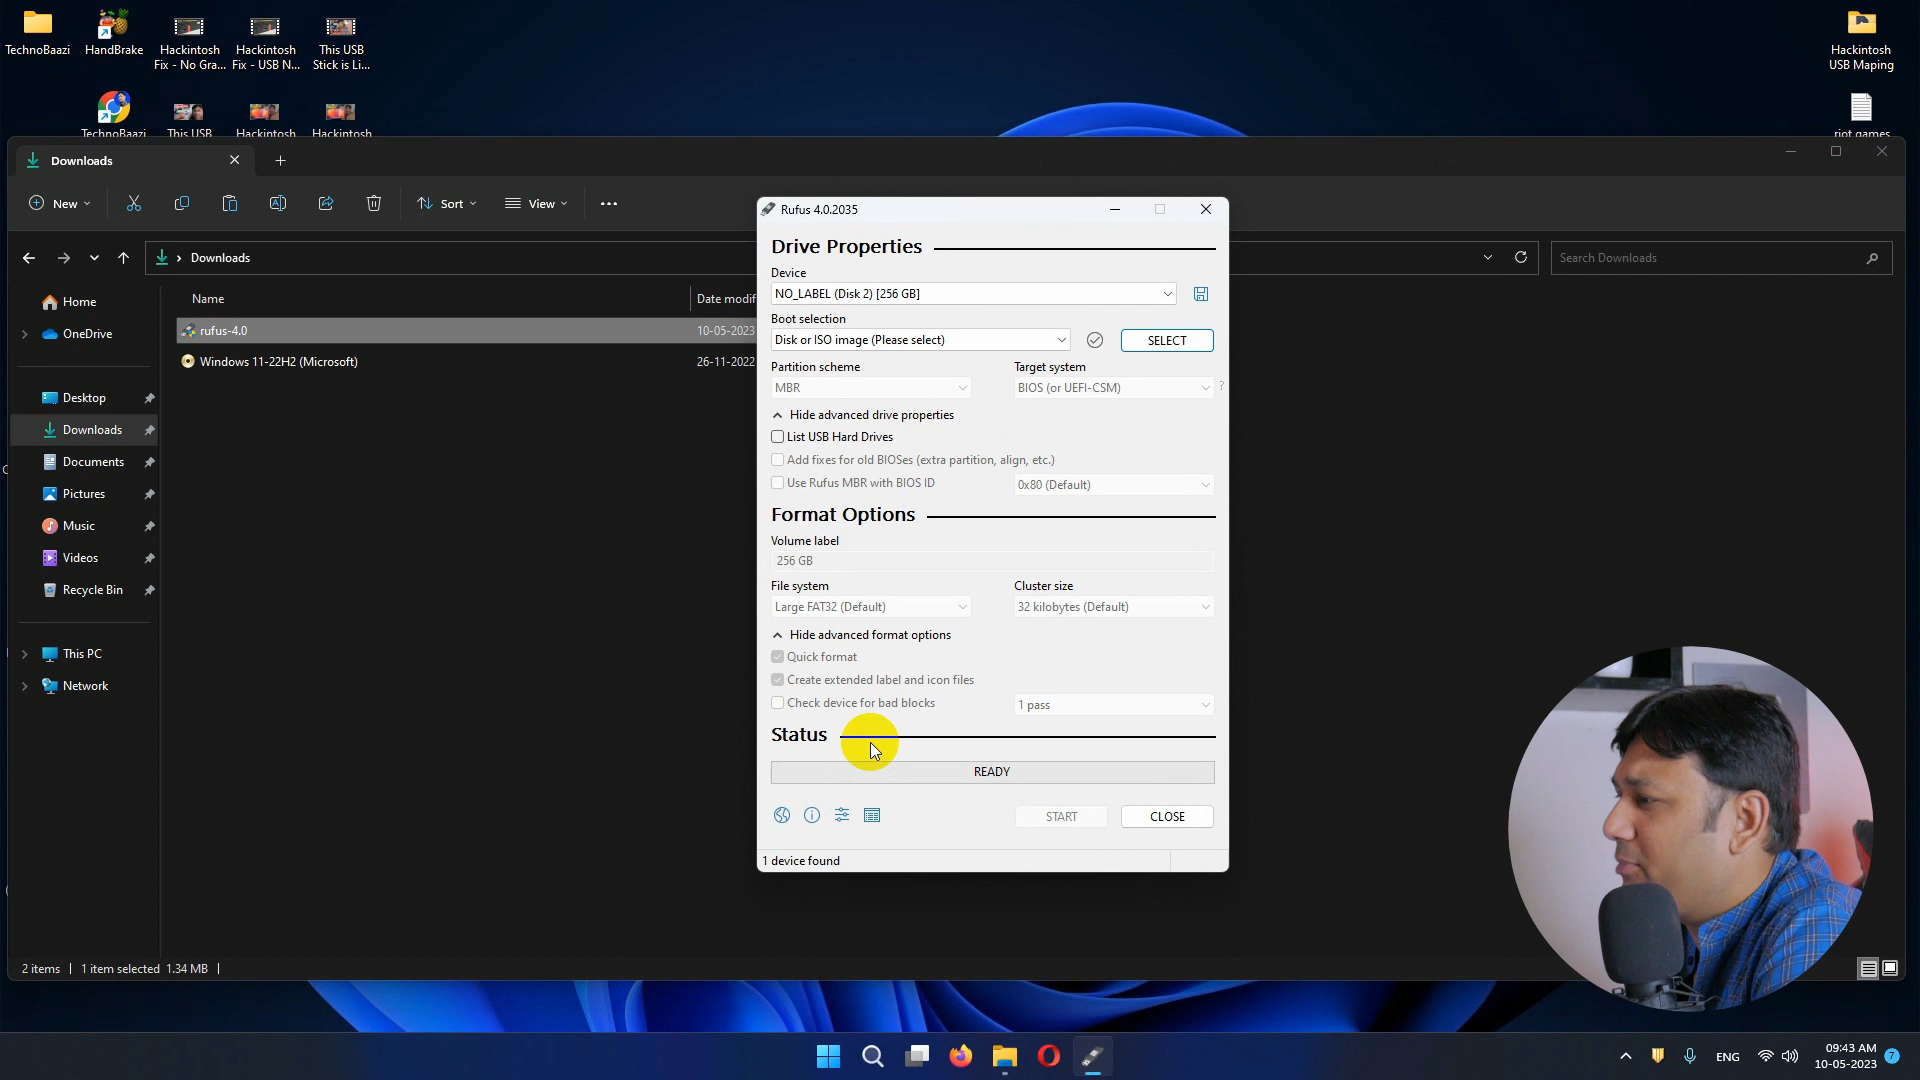 TechnoBaazi
HandBrake
Hackintosh Fix - No Gra...
Hackintosh Fix - USB N...
This USB Stick is Li...
Hackintosh USB Maping
TechnoBaazi
This USB
Hackintosh
Hackintosh
riot games
Downloads
New
Sort
View
Downloads
Search Downloads
Home
OneDrive
Desktop
Downloads
Documents
Pictures
Music
Videos
Recycle Bin
This PC
Network
Name
Date modif
rufus-4.0
10-05-2023
Windows 11-22H2 (Microsoft)
26-11-2022
2 items
1 item selected 1.34 MB
Rufus 4.0.2035
Drive Properties
Device
NO_LABEL (Disk 2) [256 GB]
Boot selection
Disk or ISO image (Please select)
SELECT
Partition scheme
Target system
MBR
BIOS (or UEFI-CSM)
?
Hide advanced drive properties
List USB Hard Drives
Add fixes for old BIOSes (extra partition, align, etc.)
Use Rufus MBR with BIOS ID
0x80 (Default)
Format Options
Volume label
256 GB
File system
Cluster size
Large FAT32 (Default)
32 kilobytes (Default)
Hide advanced format options
Quick format
Create extended label and icon files
Check device for bad blocks
1 pass
Status
READY
START
CLOSE
1 device found
ENG
09:43 AM
10-05-2023
7